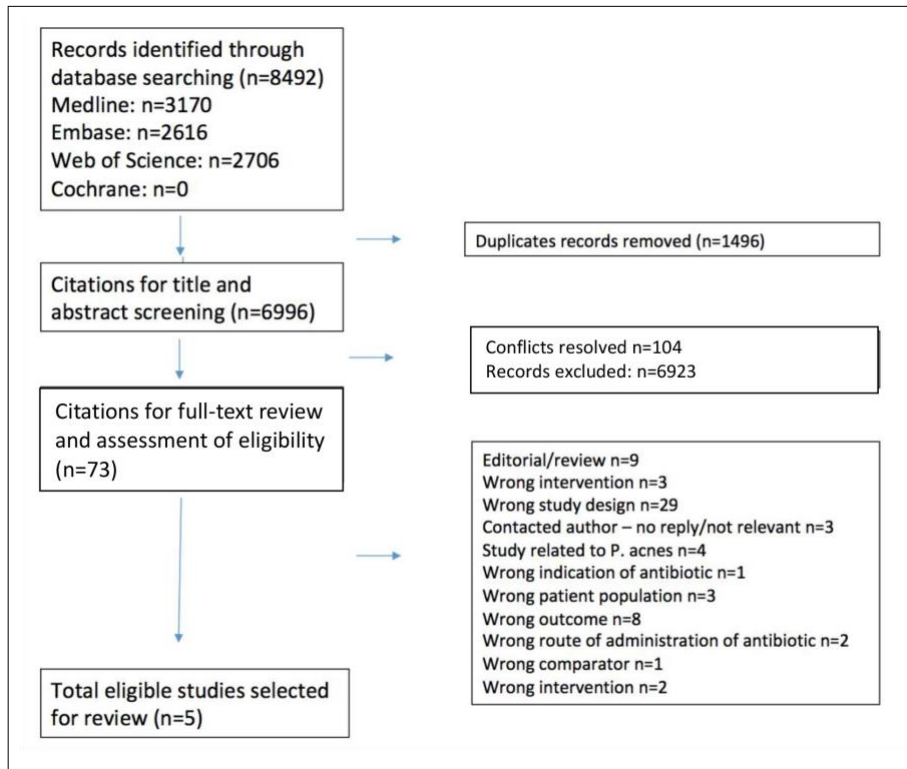 Records identified through
database searching (n=8492)
Medline: n=3170
Embase: n=2616
Web of Science: n=2706
Cochrane: n=0
Duplicates records removed (n=1496)
Citations for title and
abstract screening (n=6996)
Conflicts resolved n=104
Records excluded: n=6923
Citations for full-text review
and assessment of eligibility
(n=73)
Editorial/review n=9
Wrong intervention n=3
Wrong study design n=29
Contacted author – no reply/not relevant n=3
Study related to P. acnes n=4
Wrong indication of antibiotic n=1
Wrong patient population n=3
Wrong outcome n=8
Wrong route of administration of antibiotic n=2
Wrong comparator n=1
Wrong intervention n=2
Total eligible studies selected
for review (n=5)